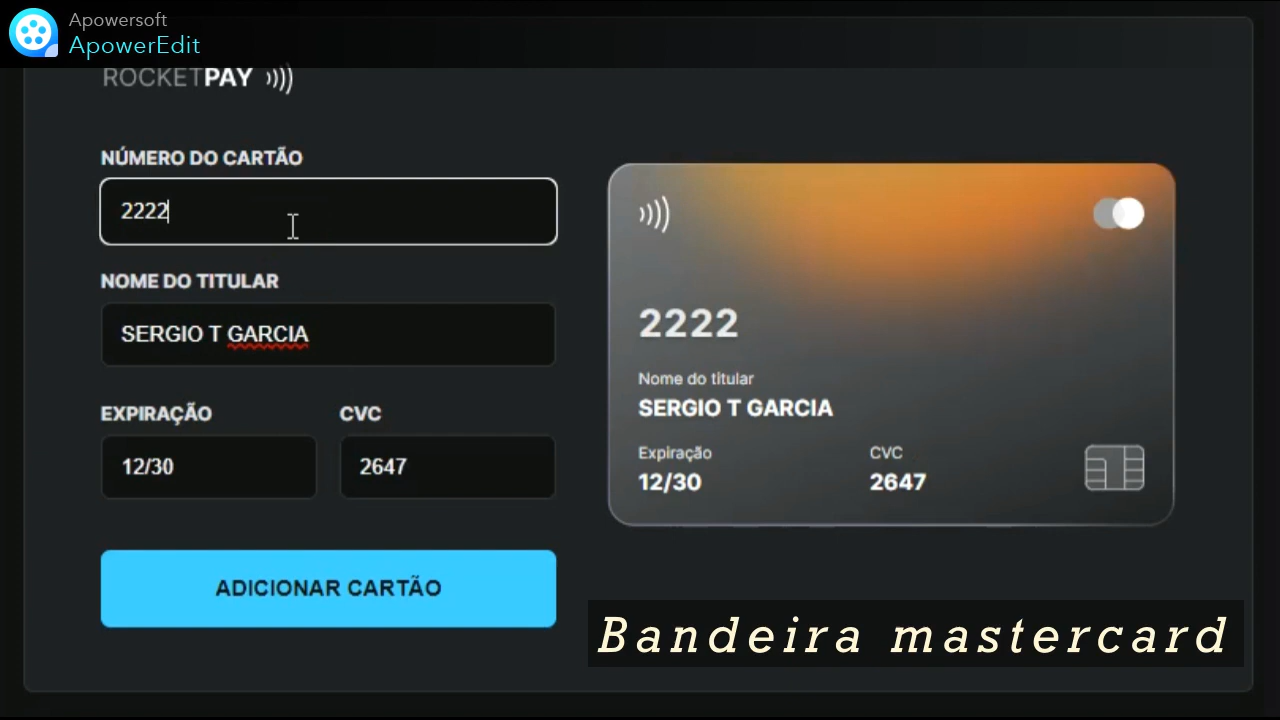 Apowersoft
ApowerEdit
ROCKETPAY
NÚMERO DO CARTÃO
2222
NOME DO TITULAR
SERGIO T GARCIA
EXPIRAÇÃO
CVC
12/30
2647
ADICIONAR CARTÃO
2222
Nome do titular
SERGIO T GARCIA
Expiração
CVC
12/30
2647
Bandeira mastercard